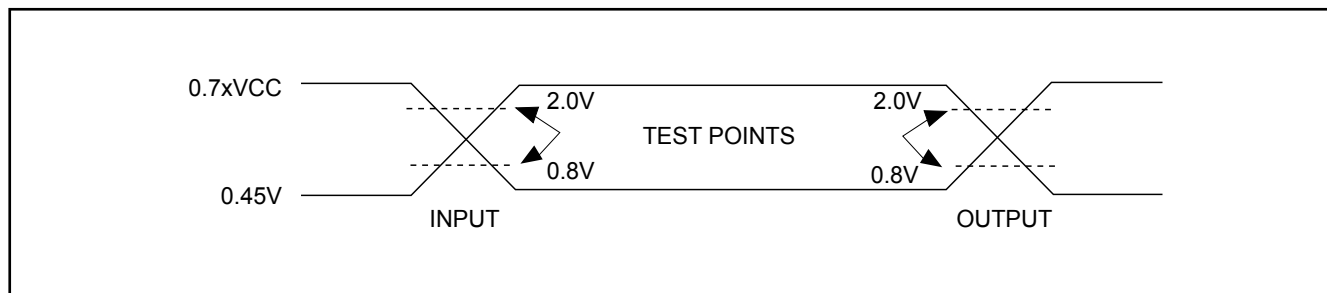 0.7xVCC
2.0V
2.0V
TEST POINTS
0.8V
0.8V
0.45V
INPUT
OUTPUT